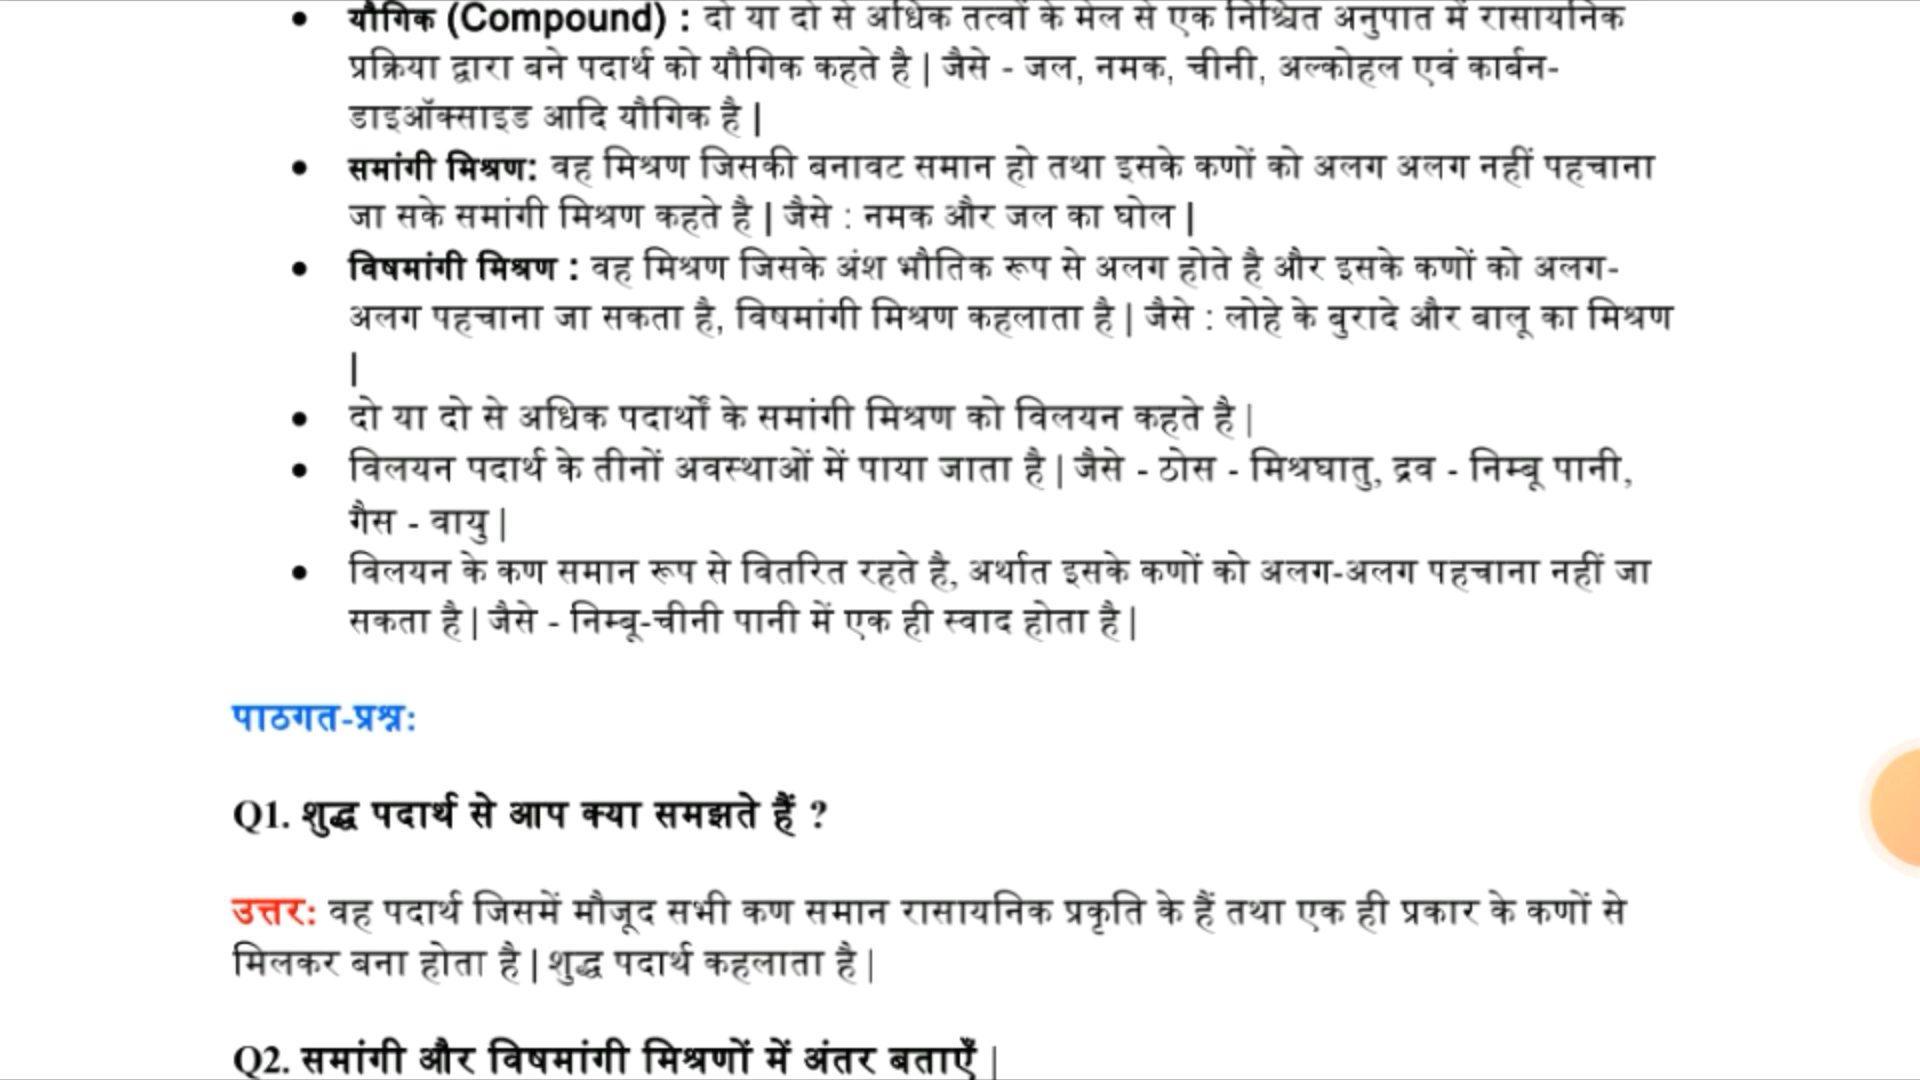 यौगिक (Compound) : दो या दो से अधिक तत्वों के मेल से एक निश्चित अनुपात में रासायनिक
प्रक्रिया द्वारा बने पदार्थ को यौगिक कहते है | जैसे - जल, नमक, चीनी, अल्कोहल एवं कार्बन-
डाइऑक्साइड आदि यौगिक है |
समांगी मिश्रण: वह मिश्रण जिसकी बनावट समान हो तथा इसके कणों को अलग अलग नहीं पहचाना
जा सके समांगी मिश्रण कहते है | जैसे : नमक और जल का घोल |
विषमांगी मिश्रण : वह मिश्रण जिसके अंश भौतिक रूप से अलग होते है और इसके कणों को अलग-
अलग पहचाना जा सकता है, विषमांगी मिश्रण कहलाता है | जैसे : लोहे के बुरादे और बालू का मिश्रण
|
दो या दो से अधिक पदार्थों के समांगी मिश्रण को विलयन कहते है |
विलयन पदार्थ के तीनों अवस्थाओं में पाया जाता है | जैसे - ठोस - मिश्रघातु, द्रव - निम्बू पानी,
गैस - वायु |
विलयन के कण समान रूप से वितरित रहते है, अर्थात इसके कणों को अलग-अलग पहचाना नहीं जा
सकता है | जैसे - निम्बू-चीनी पानी में एक ही स्वाद होता है |
पाठगत-प्रश्न:
Q1. शुद्ध पदार्थ से आप क्या समझते हैं ?
उत्तर: वह पदार्थ जिसमें मौजूद सभी कण समान रासायनिक प्रकृति के हैं तथा एक ही प्रकार के कणों से
मिलकर बना होता है | शुद्ध पदार्थ कहलाता है |
Q2. समांगी और विषमांगी मिश्रणों में अंतर बताएँ |